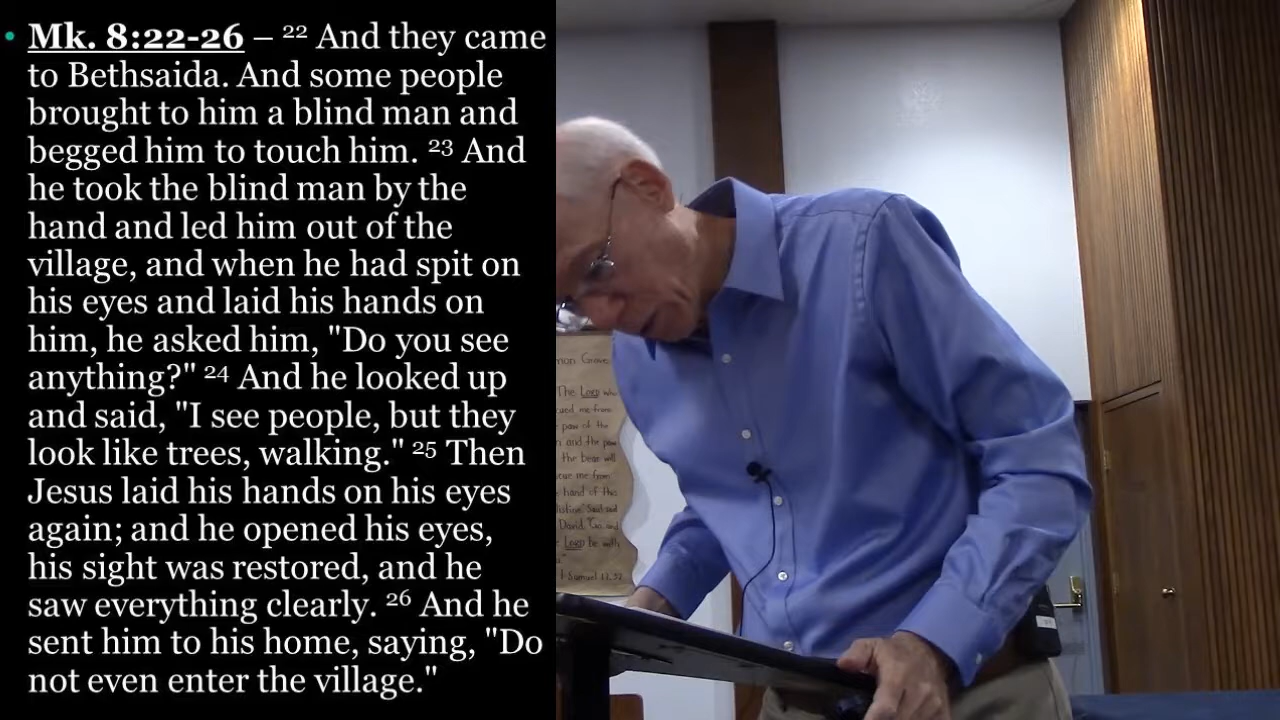 • Mk. 8:22-26 – ²² And they came
to Bethsaida. And some people
brought to him a blind man and
begged him to touch him. ²³ And
he took the blind man by the
hand and led him out of the
village, and when he had spit on
his eyes and laid his hands on
him, he asked him, "Do you see
anything?" ²⁴ And he looked up
and said, "I see people, but they
look like trees, walking." ²⁵ Then
Jesus laid his hands on his eyes
again; and he opened his eyes,
his sight was restored, and he
saw everything clearly. ²⁶ And he
sent him to his home, saying, "Do
not even enter the village."
Grove
The LORD who
me from
paw of the
and the paw
the bear will
me from
hand of this
Saul said
David, "Go, and
LORD be with
I Samuel 17:37